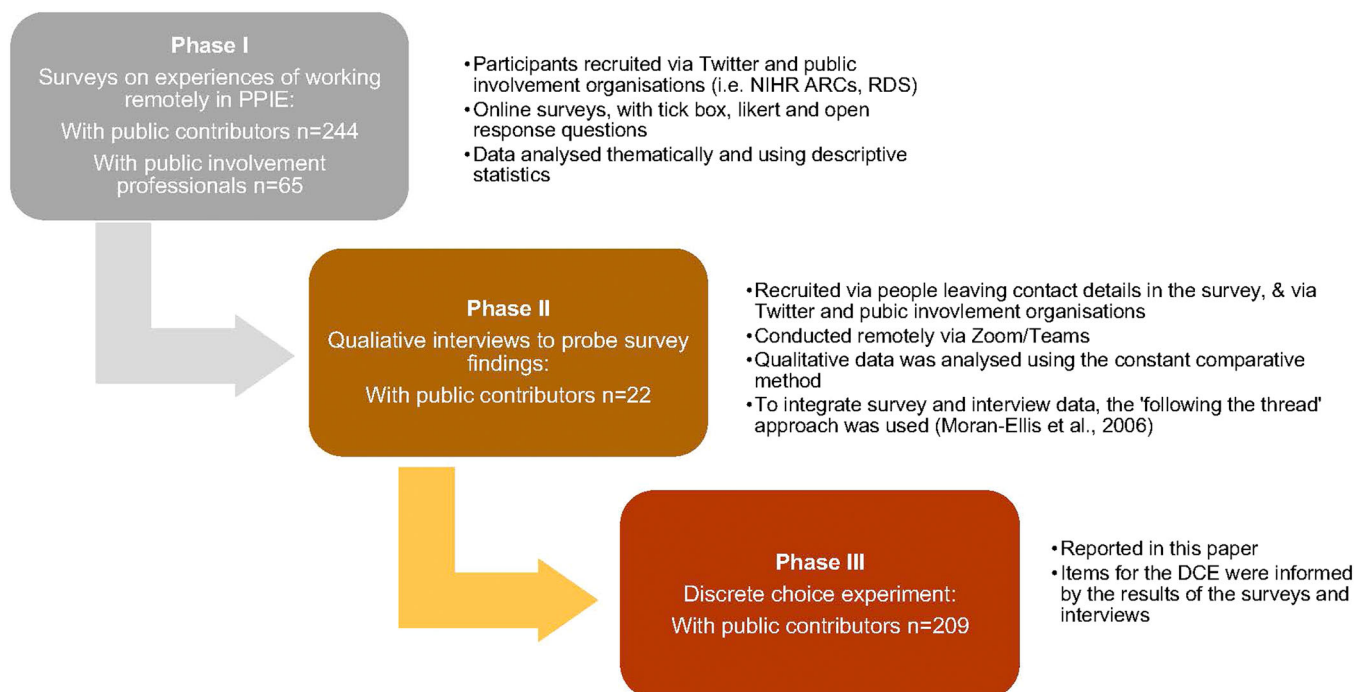 Phase I
Surveys on experiences of working
remotely in PPIE:
With public contributors n=244
With public involvement
professionals n=65
•Participants recruited via Twitter and public
involvement organisations (i.e. NIHR ARCs, RDS)
•Online surveys, with tick box, likert and open
response questions
•Data analysed thematically and using descriptive
statistics
Phase II
Qualiative interviews to probe survey
findings:
With public contributors n=22
•Recruited via people leaving contact details in the survey, & via
Twitter and pubic invovlement organisations
•Conducted remotely via Zoom/Teams
•Qualitative data was analysed using the constant comparative
method
•To integrate survey and interview data, the 'following the thread'
approach was used (Moran-Ellis et al., 2006)
Phase III
Discrete choice experiment:
With public contributors n=209
•Reported in this paper
•Items for the DCE were informed
by the results of the surveys and
interviews